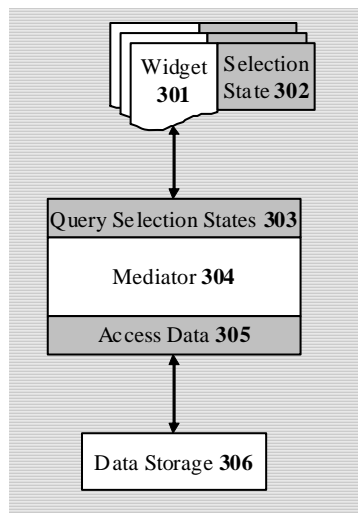 Widget
301
Selection
State 302
Query Selection States 303
Mediator 304
Access Data 305
Data Storage 306